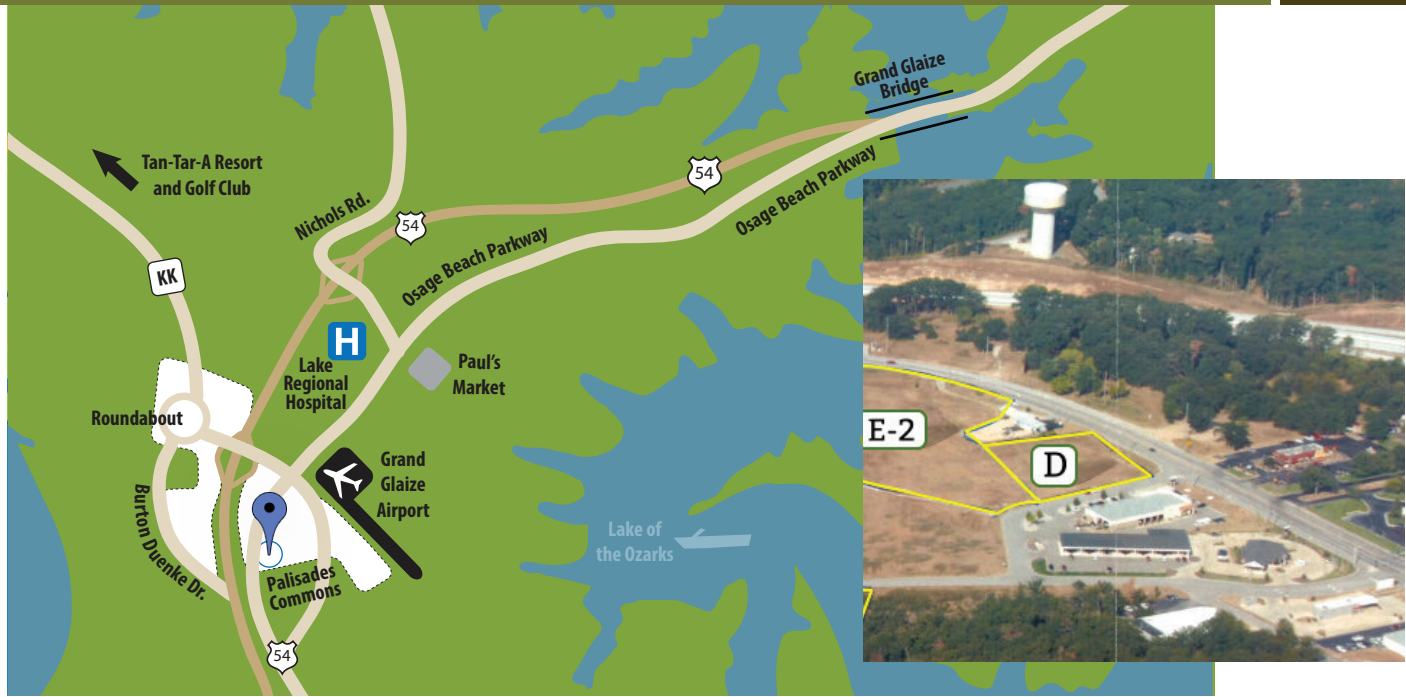 Grand Glaize
Bridge
Tan-Tar-A Resort
and Golf Club
54
Osage Beach Parkway
Nichols Rd.
54
Osage Beach Parkway
KK
H
Lake
Regional
Hospital
Paul's
Market
Roundabout
E-2
D
Grand
Glaize
Airport
Burton Duenke Dr.
Lake of
the Ozarks
Palisades
Commons
54